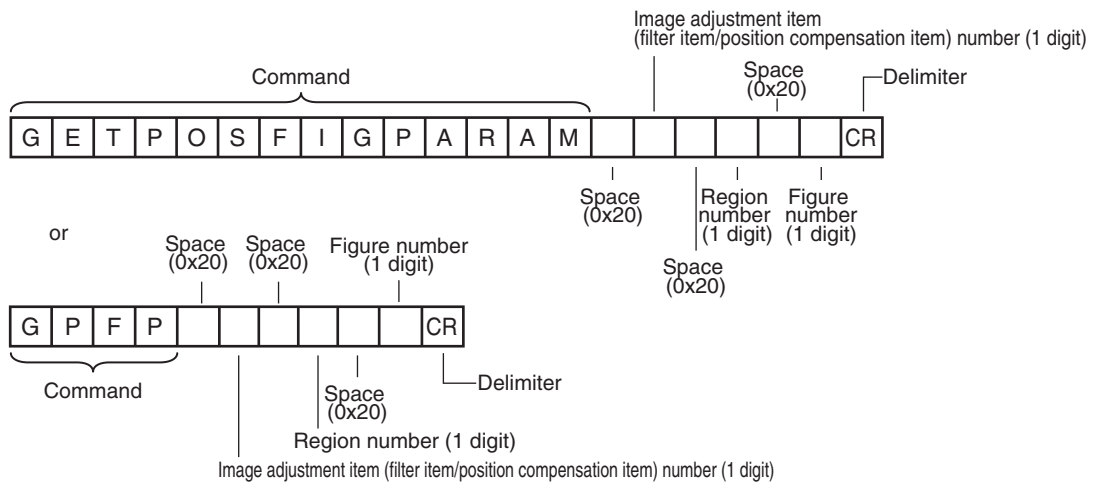 Image adjustment item
(filter item/position compensation item) number (1 digit)
Command
Space
(0x20)
Delimiter
G E T P O S F I G P A R A M CR
Space
(0x20)
Space
(0x20)
Region
number
(1 digit)
Figure
number
(1 digit)
or
Space
(0x20)
Space
(0x20)
Figure number
(1 digit)
G P F P CR
Command
Space
(0x20)
Delimiter
Region number (1 digit)
Image adjustment item (filter item/position compensation item) number (1 digit)